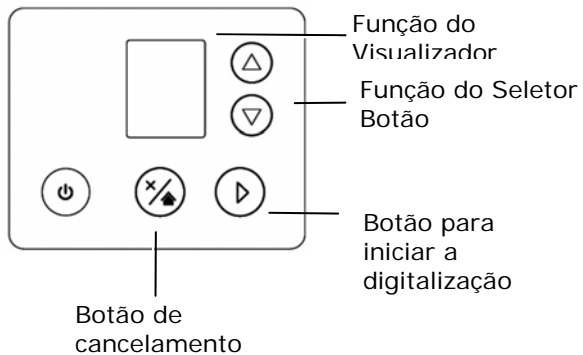 Função do
Visualizador
Função do Seletor
Botão
Botão para
iniciar a
digitalização
Botão de
cancelamento